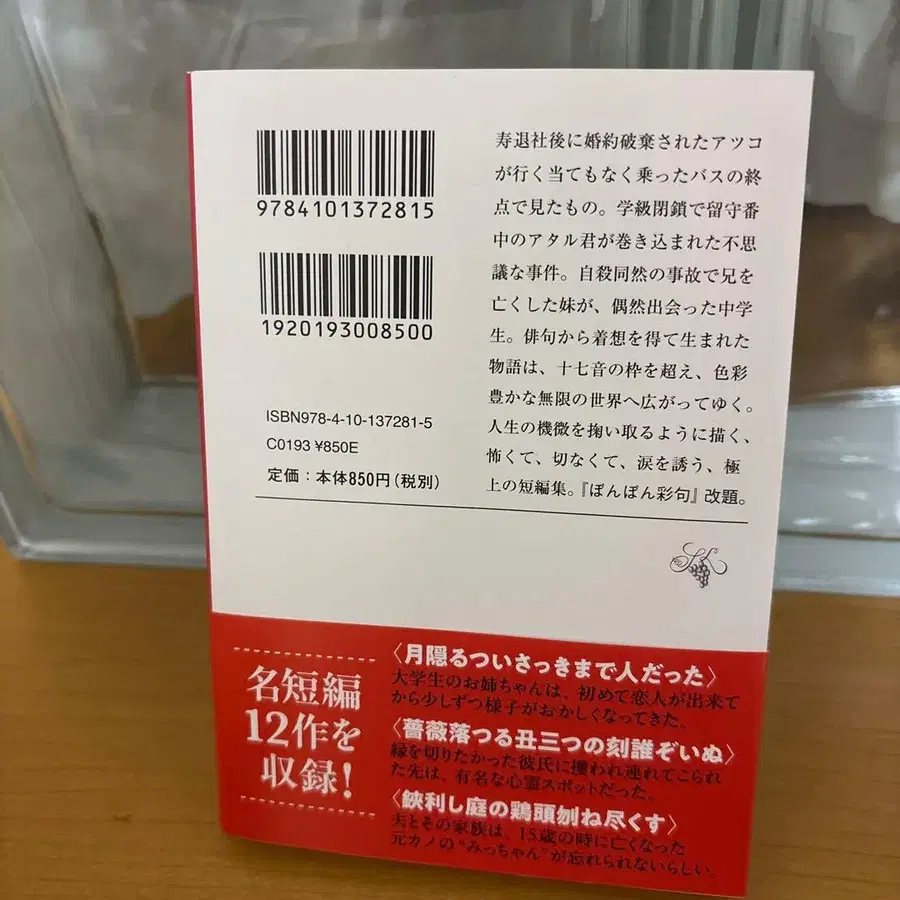 9784101372815
1920193008500
ISBN978-4-10-137281-5
C0193 ¥850E
定価：本体850円（税別）
寿退社後に婚約破棄されたアツコ
が行く当てもなく乗ったバスの終
点で見たもの。学級閉鎖で留守番
中のアタル君が巻き込まれた不思
議な事件。自殺同然の事故で兄を
亡くした妹が、偶然出会った中学
生。俳句から着想を得て生まれた
物語は、十七音の枠を超え、色彩
豊かな無限の世界へ広がってゆく。
人生の機微を掬い取るように描く、
怖くて、切なくて、涙を誘う、極
上の短編集。『ぼんぼん彩句』改題。
名短編
12作を
収録！
〈月隠るついさっきまで人だった〉
大学生のお姉ちゃんは、初めて恋人が出来て
から少しずつ様子がおかしくなってきた。
〈薔薇落つる丑三つの刻誰ぞいぬ〉
縁を切りたかった彼氏に攫われ連れてこられ
た先は、有名な心霊スポットだった。
〈鋏利し庭の鶏頭刎ね尽くす〉
夫とその家族は、15歳の時に亡くなった
元カノの“みっちゃん”が忘れられないらしい。